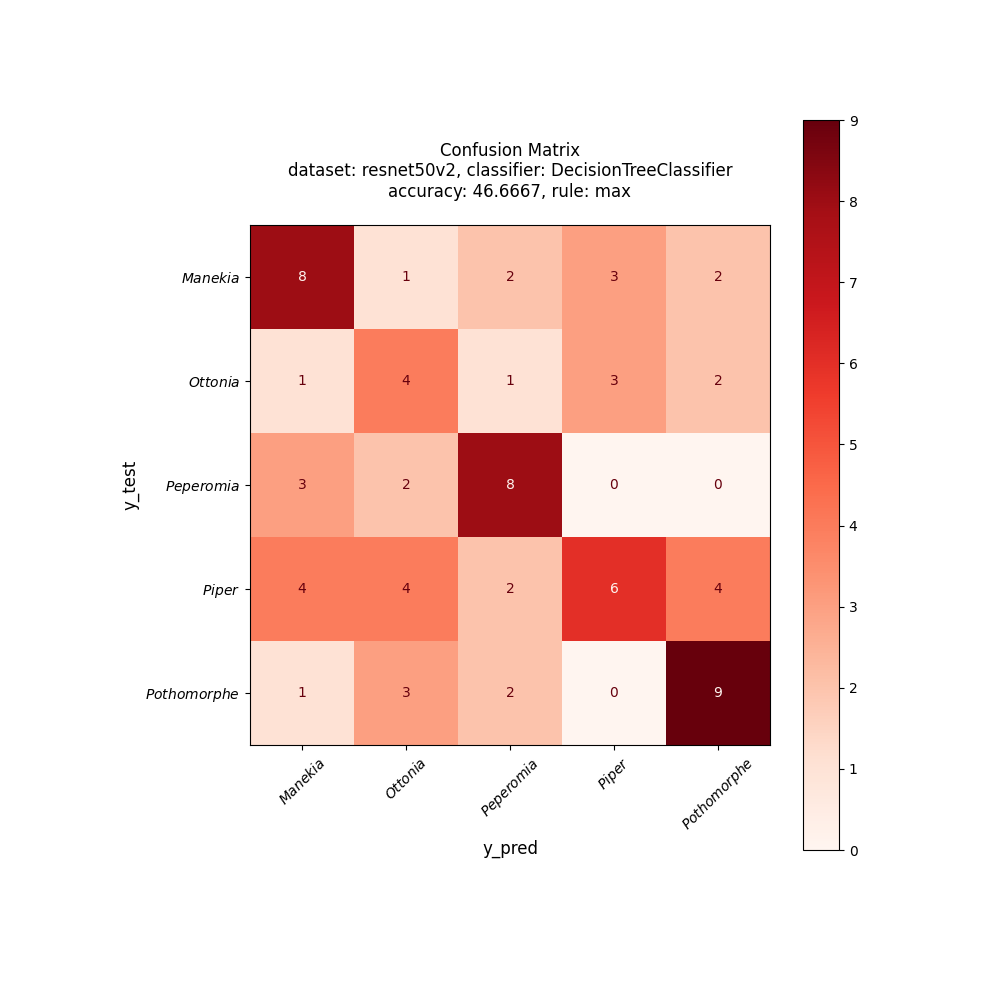 Confusion Matrix
dataset: resnet50v2, classifier: DecisionTreeClassifier
accuracy: 46.6667, rule: max
Manekia 8 1 2 3 2
Ottonia 1 4 1 3 2
Peperomia 3 2 8 0 0
Piper 4 4 2 6 4
Pothomorphe 1 3 2 0 9
Manekia Ottonia Peperomia Piper Pothomorphe
y_pred
y_test
9
8
7
6
5
4
3
2
1
0